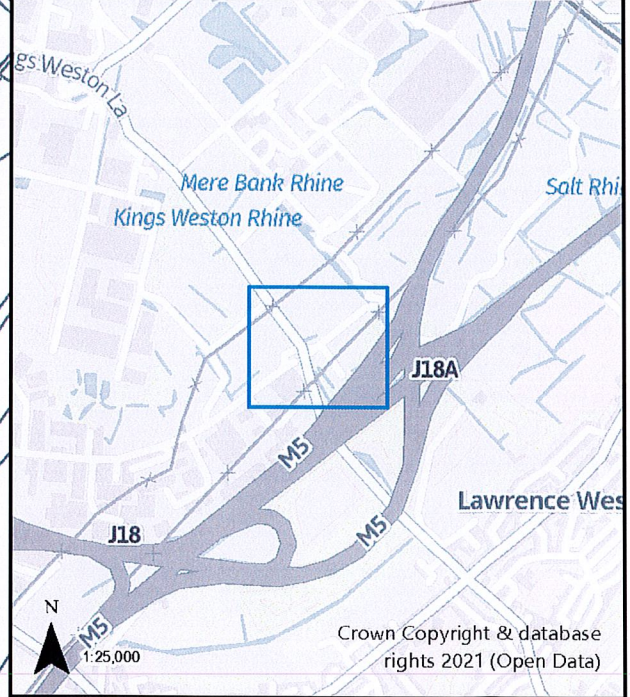 gs Weston La
Mere Bank Rhine
Salt Rhi
Kings Weston Rhine
J18A
M5
Lawrence Wes
M5
J18
N
M5
1:25,000
Crown Copyright & database
rights 2021 (Open Data)